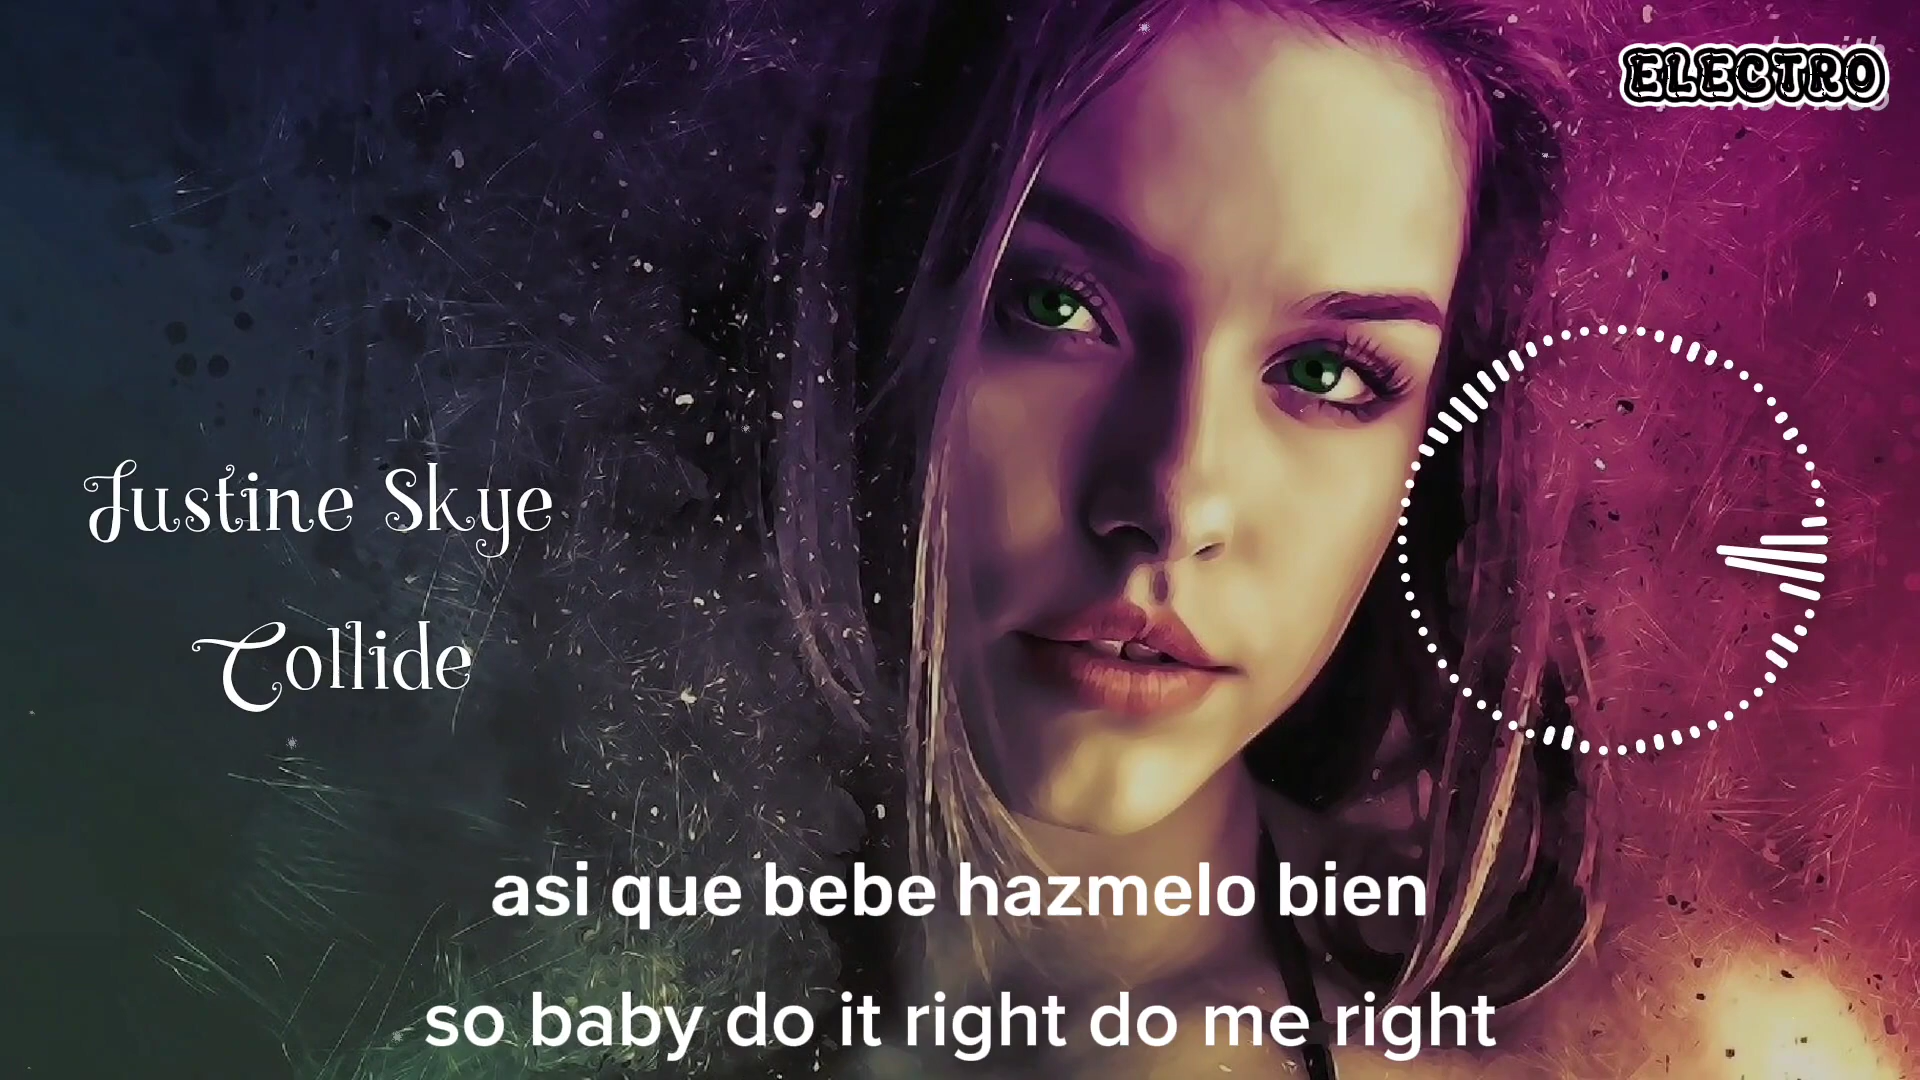 ELECTRO
Justine Skye
Collide
asi que bebe hazmelo bien
so baby do it right do me right